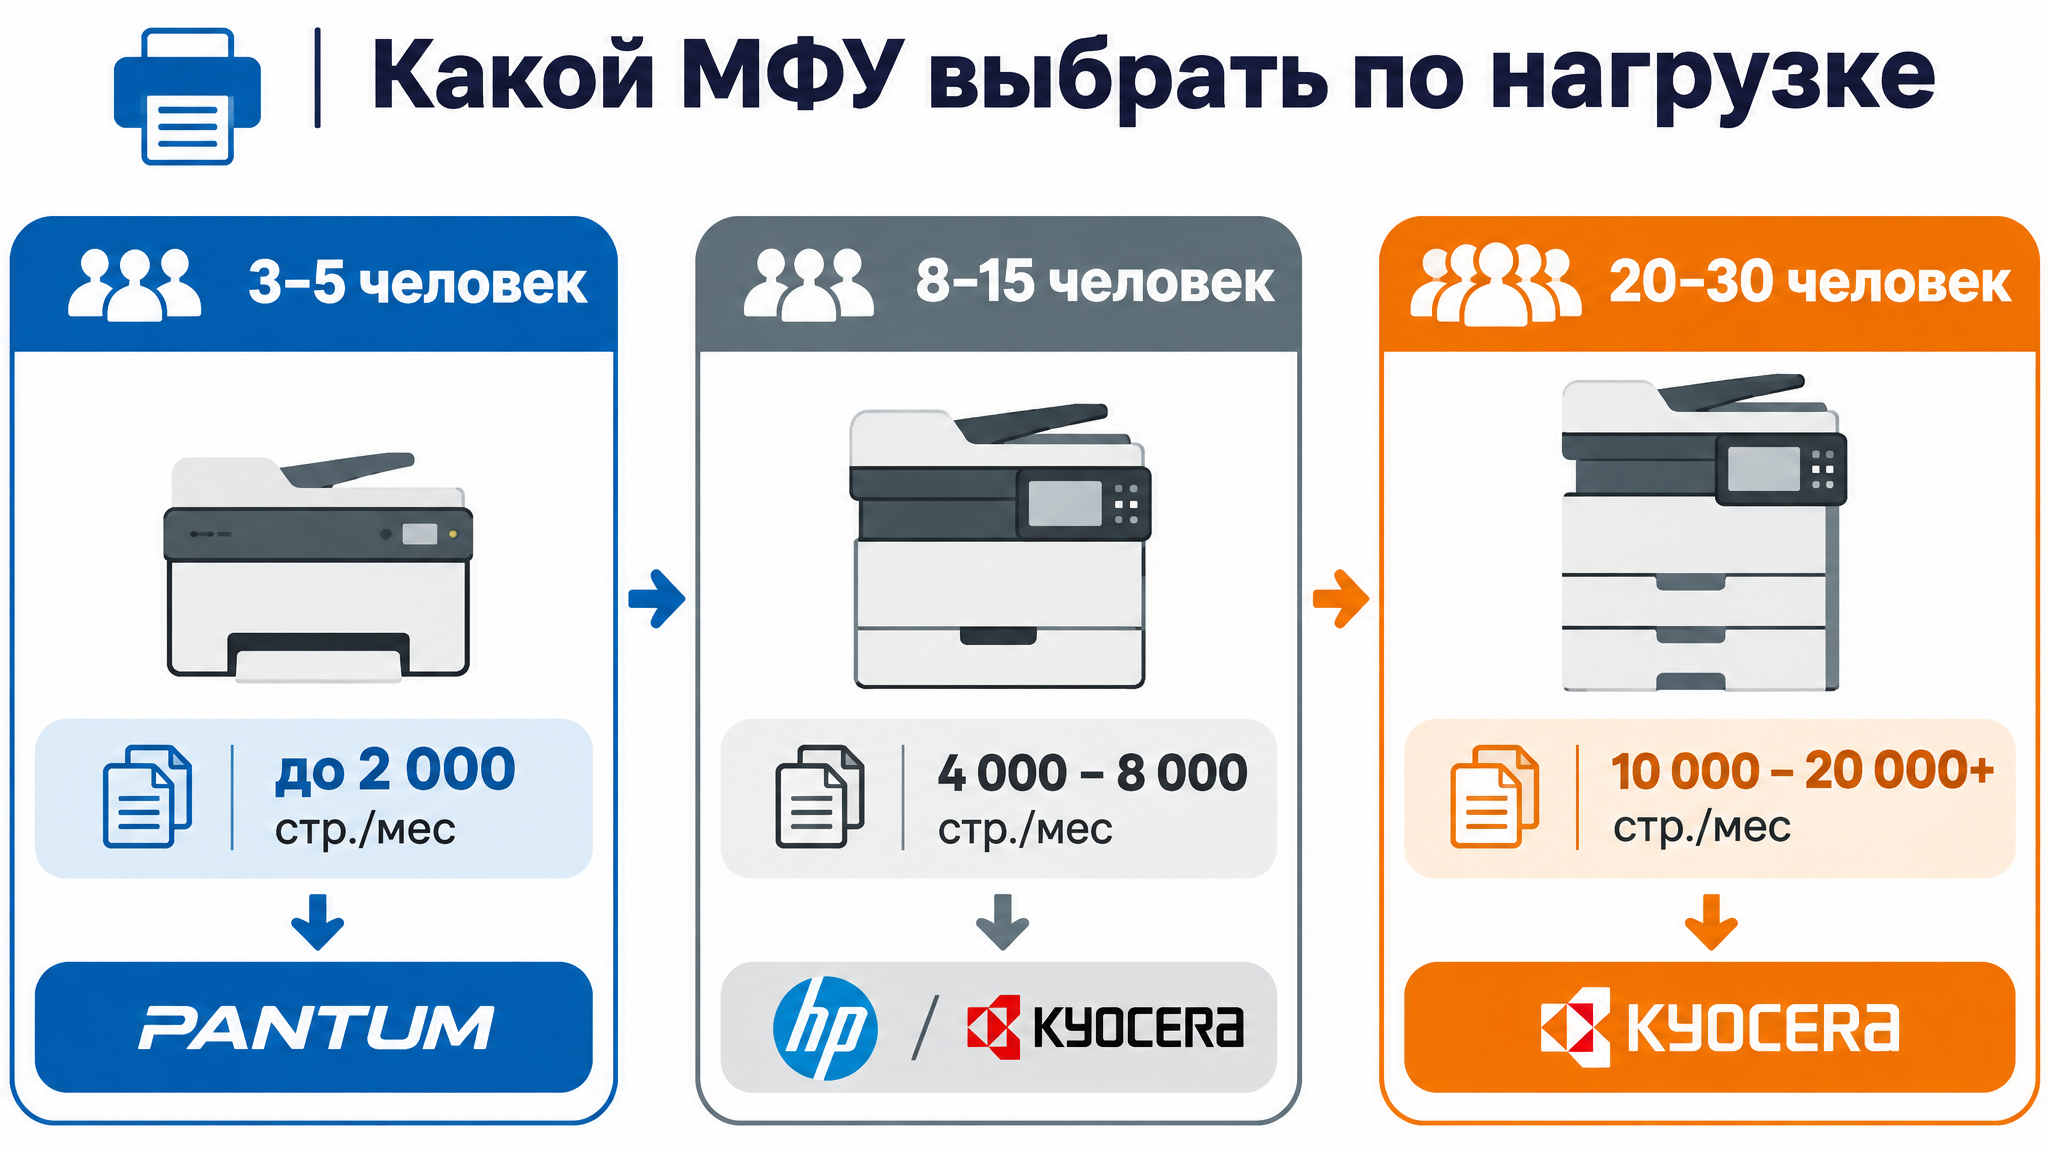 Какой МФУ выбрать по нагрузке
3–5 человек
до 2 000
стр./мес
PANTUM
8–15 человек
4 000 – 8 000
стр./мес
hp / KYOCERA
20–30 человек
10 000 – 20 000+
стр./мес
KYOCERA